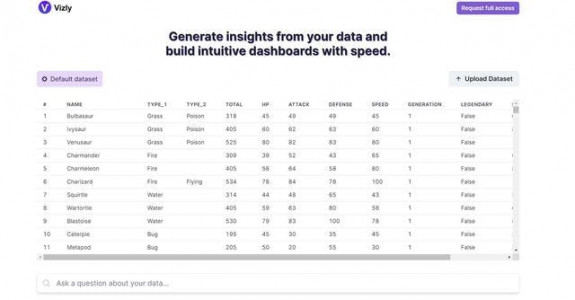 Vizly
Request full access
Generate insights from your data and
build intuitive dashboards with speed.
Default dataset
Upload Dataset
# NAME TYPE_1 TYPE_2 TOTAL HP ATTACK DEFENSE SPEED GENERATION LEGENDARY
1 Bulbasaur Grass Poison 318 45 49 49 45 1 False
2 Ivysaur Grass Poison 405 60 62 63 60 1 False
3 Venusaur Grass Poison 525 80 82 83 80 1 False
4 Charmander Fire 309 39 52 43 65 1 False
5 Charmeleon Fire 405 58 64 58 80 1 False
6 Charizard Fire Flying 534 78 84 78 100 1 False
7 Squirtle Water 314 44 48 65 43 1 False
8 Wartortle Water 405 59 63 80 58 1 False
9 Blastoise Water 530 79 83 100 78 1 False
10 Caterpie Bug 195 45 30 35 45 1 False
11 Metapod Bug 205 50 20 55 30 1 False
Ask a question about your data...